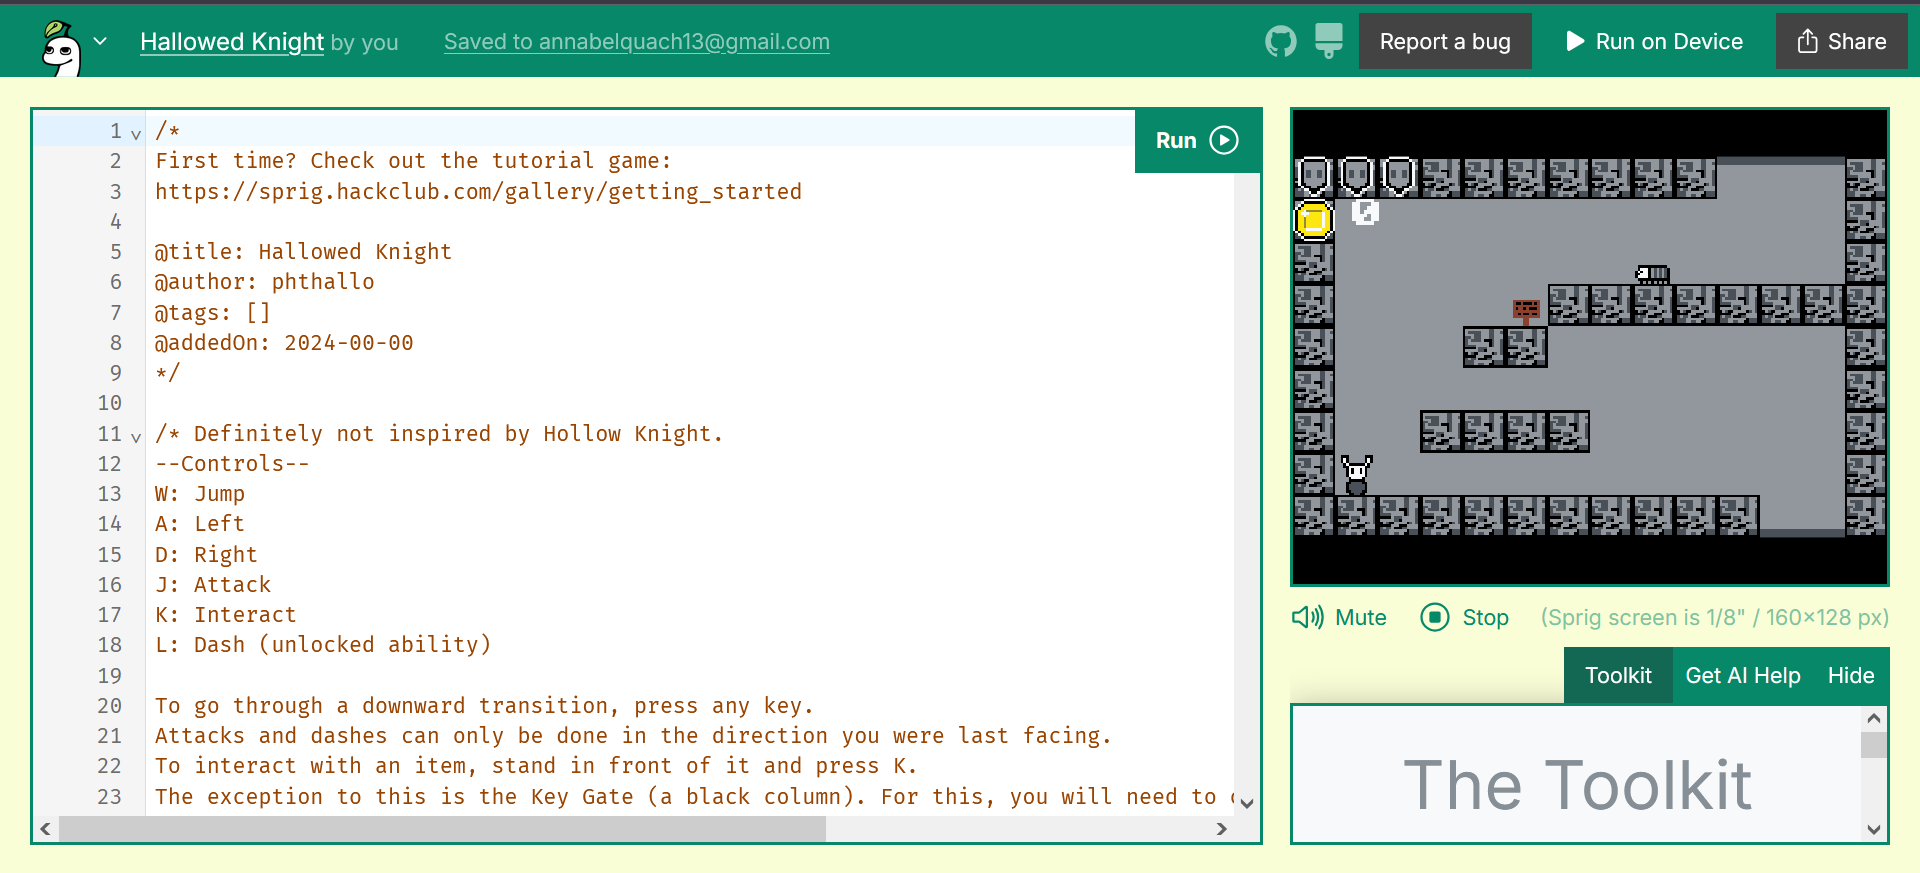 Hallowed Knight by you
Saved to annabelquach13@gmail.com
Report a bug
Run on Device
Share
1 /*
2 First time? Check out the tutorial game:
3 https://sprig.hackclub.com/gallery/getting_started
4
5 @title: Hallowed Knight
6 @author: phthallo
7 @tags: []
8 @addedOn: 2024-00-00
9 */
10
11 /* Definitely not inspired by Hollow Knight.
12 --Controls--
13 W: Jump
14 A: Left
15 D: Right
16 J: Attack
17 K: Interact
18 L: Dash (unlocked ability)
19
20 To go through a downward transition, press any key.
21 Attacks and dashes can only be done in the direction you were last facing.
22 To interact with an item, stand in front of it and press K.
23 The exception to this is the Key Gate (a black column). For this, you will need to
Run
0
Mute
Stop
(Sprig screen is 1/8" / 160×128 px)
Toolkit
Get AI Help
Hide
The Toolkit